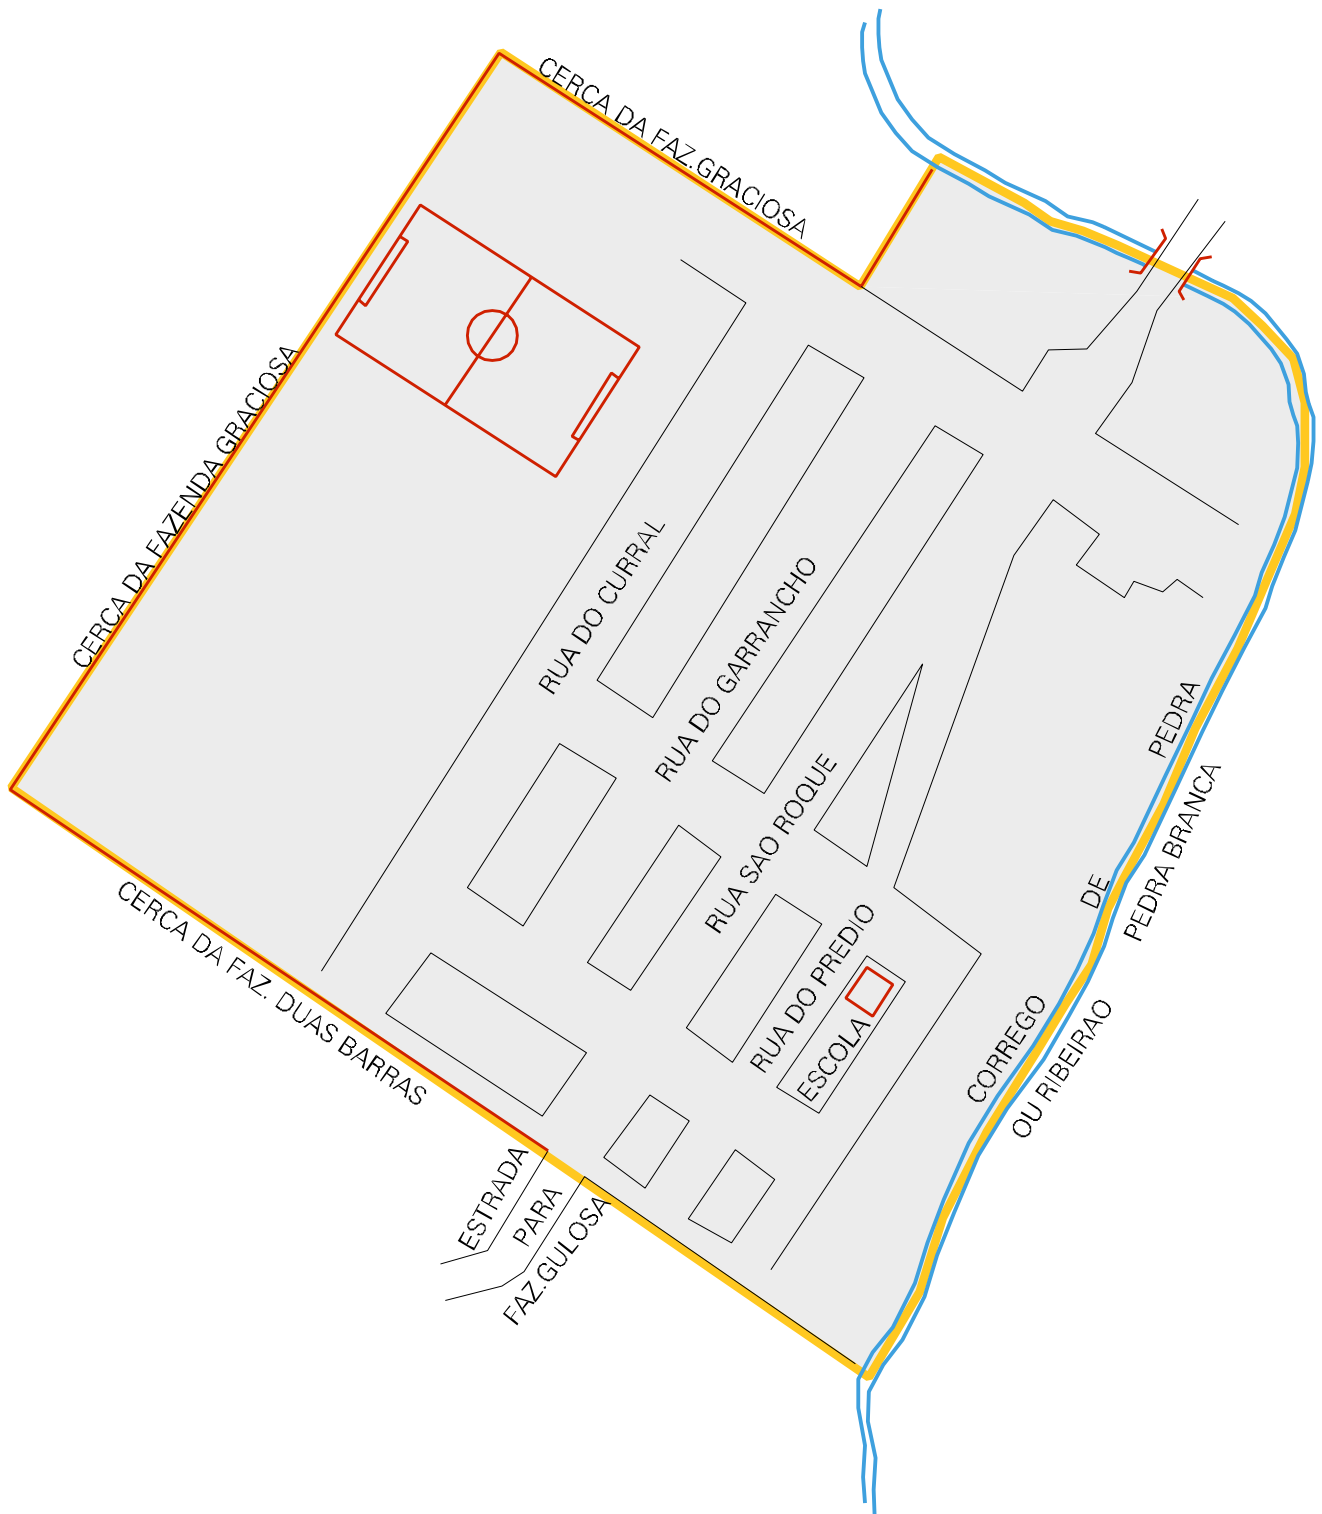 CERCA DA FAZ.GRACIOSA
CERCA DA FAZENDA GRACIOSA
RUA DO CURRAL
RUA DO GARRANCHO
RUA SAO ROQUE
RUA DO PREDIO
ESCOLA
CERCA DA FAZ. DUAS BARRAS
ESTRADA
PARA
FAZ.GULOSA
CORREGO
DE
PEDRA
OU RIBEIRAO
PEDRA BRANCA